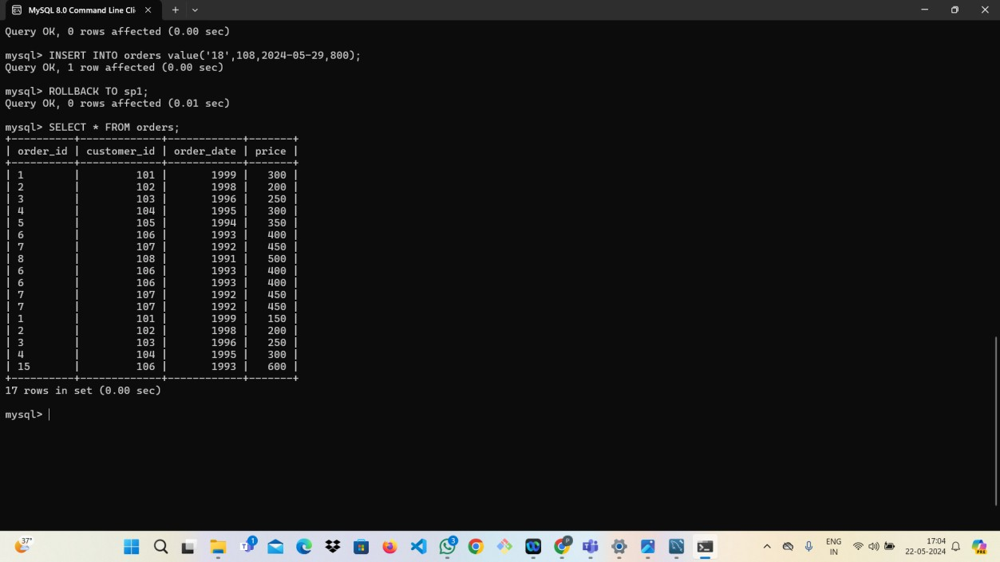 MySQL 8.0 Command Line Cli
Query OK, 0 rows affected (0.00 sec)
mysql> INSERT INTO orders value('18',108,2024-05-29,800);
Query OK, 1 row affected (0.00 sec)
mysql> ROLLBACK TO sp1;
Query OK, 0 rows affected (0.01 sec)
mysql> SELECT * FROM orders;
+----------+-------------+------------+-------+
| order_id | customer_id | order_date | price |
+----------+-------------+------------+-------+
| 1        |         101 |       1999 |   300 |
| 2        |         102 |       1998 |   200 |
| 3        |         103 |       1996 |   250 |
| 4        |         104 |       1995 |   300 |
| 5        |         105 |       1994 |   350 |
| 6        |         106 |       1993 |   400 |
| 7        |         107 |       1992 |   450 |
| 8        |         108 |       1991 |   500 |
| 6        |         106 |       1993 |   400 |
| 6        |         106 |       1993 |   400 |
| 7        |         107 |       1992 |   450 |
| 7        |         107 |       1992 |   450 |
| 1        |         101 |       1999 |   150 |
| 2        |         102 |       1998 |   200 |
| 3        |         103 |       1996 |   250 |
| 4        |         104 |       1995 |   300 |
| 15       |         106 |       1993 |   600 |
+----------+-------------+------------+-------+
17 rows in set (0.00 sec)
mysql>
37°
1
3
P
ENG
IN
17:04
22-05-2024
PRE